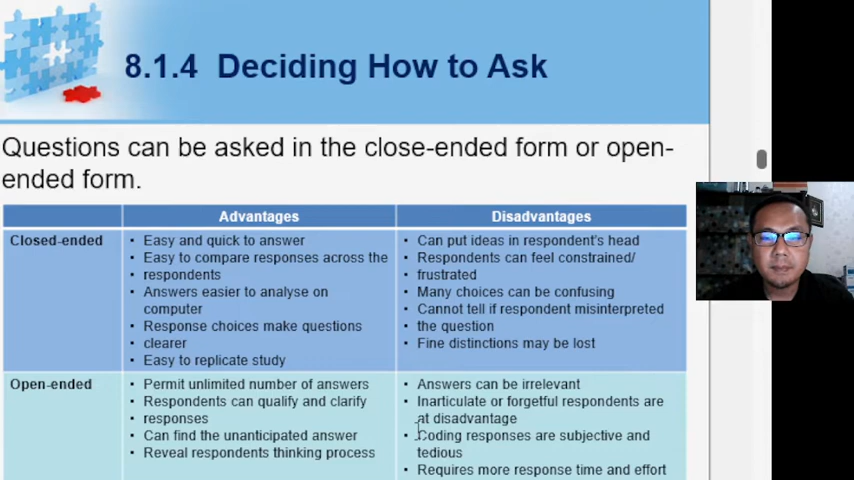 8.1.4 Deciding How to Ask
Questions can be asked in the close-ended form or open-
ended form.
Advantages
Disadvantages
Closed-ended
• Easy and quick to answer
• Easy to compare responses across the
• respondents
• Answers easier to analyse on
computer
• Response choices make questions
• clearer
• Easy to replicate study
• Can put ideas in respondent's head
• Respondents can feel constrained/
• frustrated
• Many choices can be confusing
• Cannot tell if respondent misinterpreted
• the question
• Fine distinctions may be lost
Open-ended
• Permit unlimited number of answers
• Respondents can qualify and clarify
• responses
• Can find the unanticipated answer
• Reveal respondents thinking process
• Answers can be irrelevant
• Inarticulate or forgetful respondents are
at disadvantage
• Coding responses are subjective and
tedious
• Requires more response time and effort